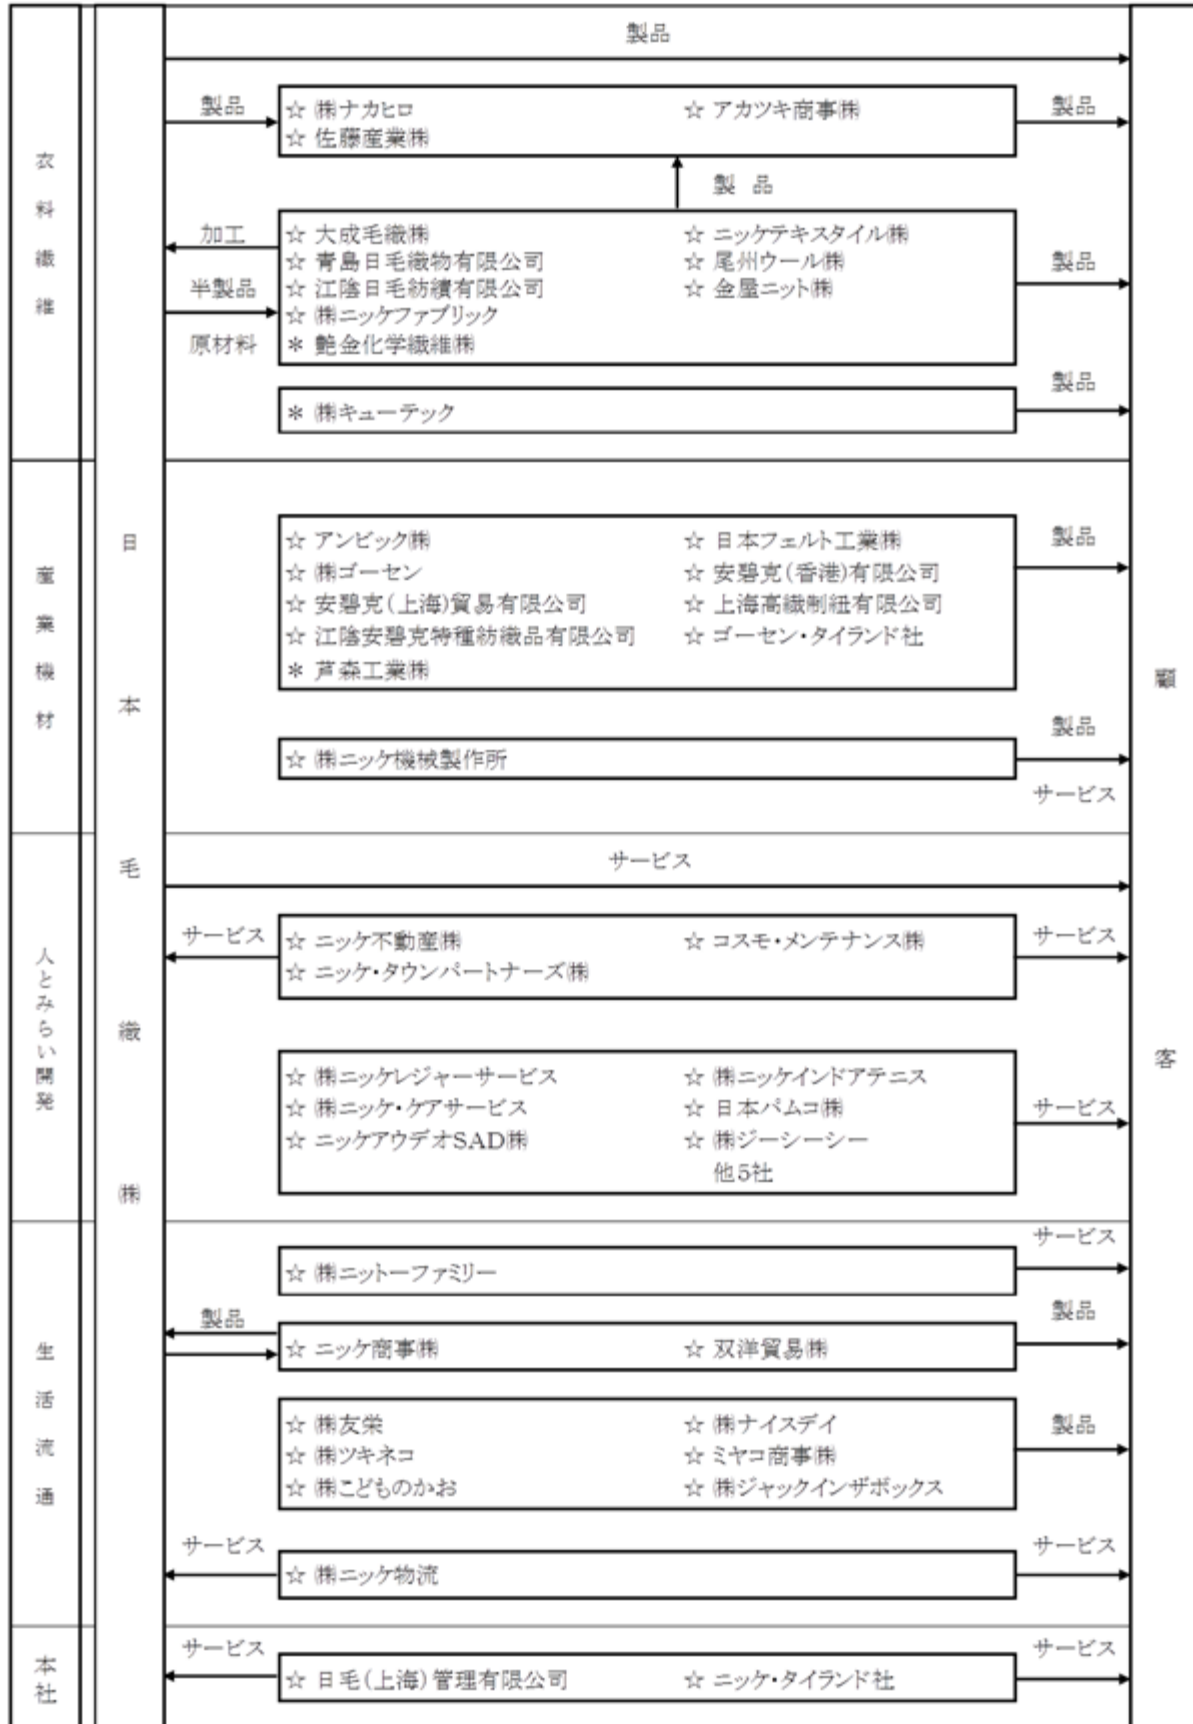 製品
衣料繊維
製品
☆ ㈱ナカヒロ
☆ アカツキ商事㈱
製品
☆ 佐藤産業㈱
製 品
加工
☆ 大成毛織㈱
☆ ニッケテキスタイル㈱
☆ 青島日毛織物有限公司
☆ 尾州ウール㈱
製品
半製品
☆ 江陰日毛紡績有限公司
☆ 金屋ニット㈱
☆ ㈱ニッケファブリック
原材料
＊ 艶金化学繊維㈱
製品
＊ ㈱キューテック
日本毛織㈱
顧客
産業機材
☆ アンビック㈱
☆ 日本フェルト工業㈱
製品
☆ ㈱ゴーセン
☆ 安碧克(香港)有限公司
☆ 安碧克(上海)貿易有限公司
☆ 上海高織制紐有限公司
☆ 江陰安碧克特種紡織品有限公司
☆ ゴーセン・タイランド社
＊ 芦森工業㈱
製品
☆ ㈱ニッケ機械製作所
サービス
サービス
人とみらい開発
サービス
☆ ニッケ不動産㈱
☆ コスモ・メンテナンス㈱
サービス
☆ ニッケ・タウンパートナーズ㈱
☆ ㈱ニッケレジャーサービス
☆ ㈱ニッケインドアテニス
☆ ㈱ニッケ・ケアサービス
☆ 日本パムコ㈱
サービス
☆ ニッケアウデオSAD㈱
☆ ㈱ジーシーシー
他5社
生活流通
サービス
☆ ㈱ニットーファミリー
製品
製品
☆ ニッケ商事㈱
☆ 双洋貿易㈱
☆ ㈱友栄
☆ ㈱ナイスデイ
製品
☆ ㈱ツキネコ
☆ ミヤコ商事㈱
☆ ㈱こどものかお
☆ ㈱ジャックインザボックス
サービス
サービス
☆ ㈱ニッケ物流
本社
サービス
サービス
☆ 日毛(上海)管理有限公司
☆ ニッケ・タイランド社